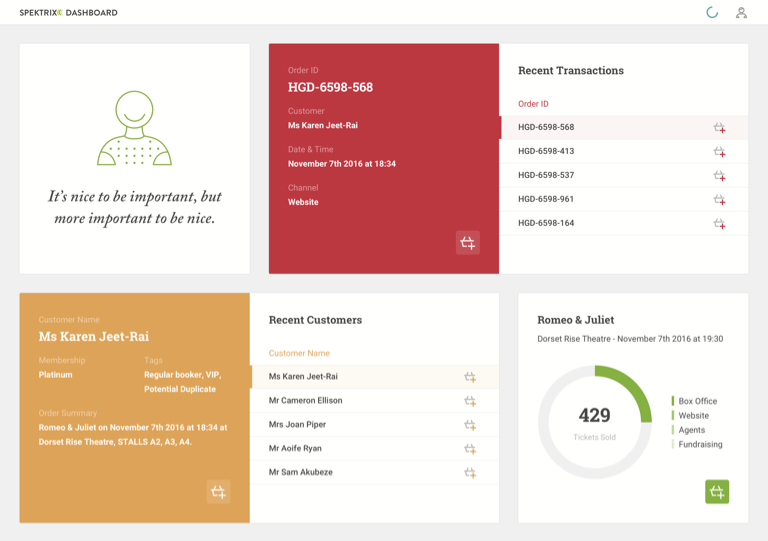 SPEKTRIX DASHBOARD
It's nice to be important, but
more important to be nice.
Order ID
HGD-6598-568
Customer
Ms Karen Jeet-Rai
Date & Time
November 7th 2016 at 18:34
Channel
Website
Recent Transactions
Order ID
HGD-6598-568
HGD-6598-413
HGD-6598-537
HGD-6598-961
HGD-6598-164
Customer Name
Ms Karen Jeet-Rai
Membership
Platinum
Tags
Regular booker, VIP,
Potential Duplicate
Order Summary
Romeo & Juliet on November 7th 2016 at 18:34 at
Dorset Rise Theatre, STALLS A2, A3, A4.
Recent Customers
Customer Name
Ms Karen Jeet-Rai
Mr Cameron Ellison
Mrs Joan Piper
Mr Aoife Ryan
Mr Sam Akubeze
Romeo & Juliet
Dorset Rise Theatre - November 7th 2016 at 19:30
429
Tickets Sold
Box Office
Website
Agents
Fundraising